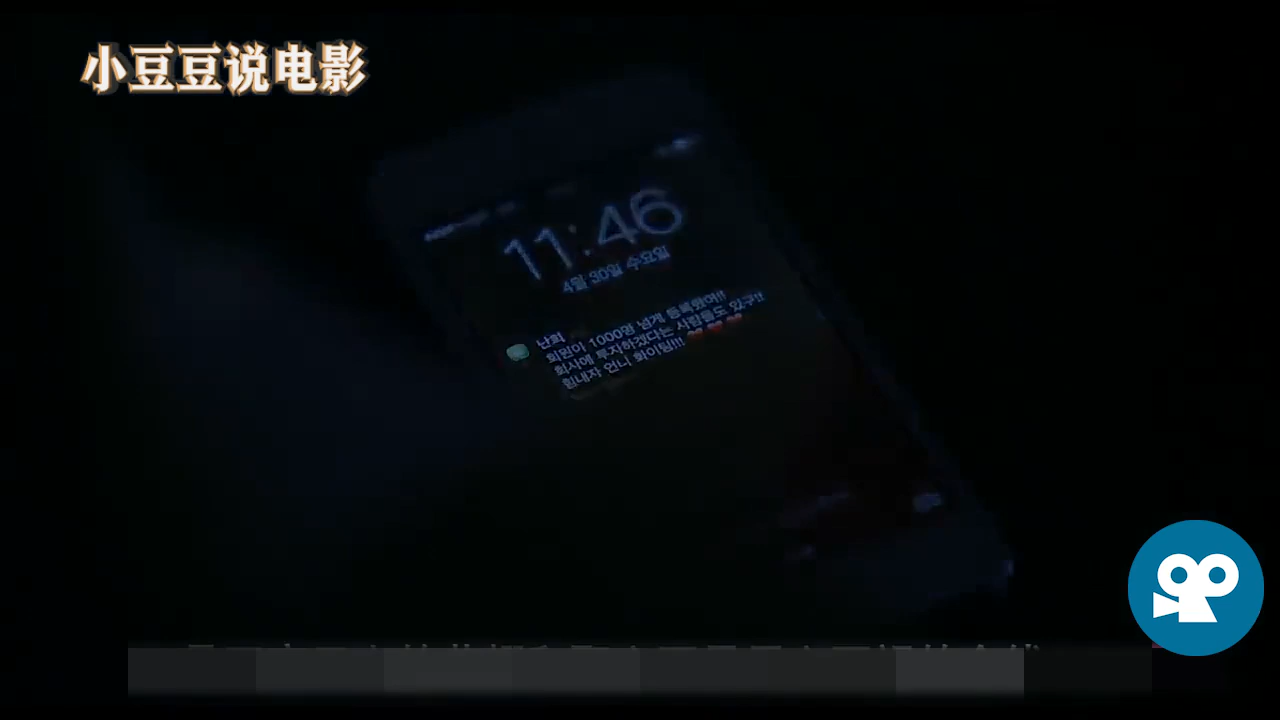 小豆豆说电影
11:46
4월 30일 수요일
난희
회원이 1000명 넘게 등록했어!!
회사에 투자하겠다는 사람들도 있구!!
힘내자 언니 화이팅!!!